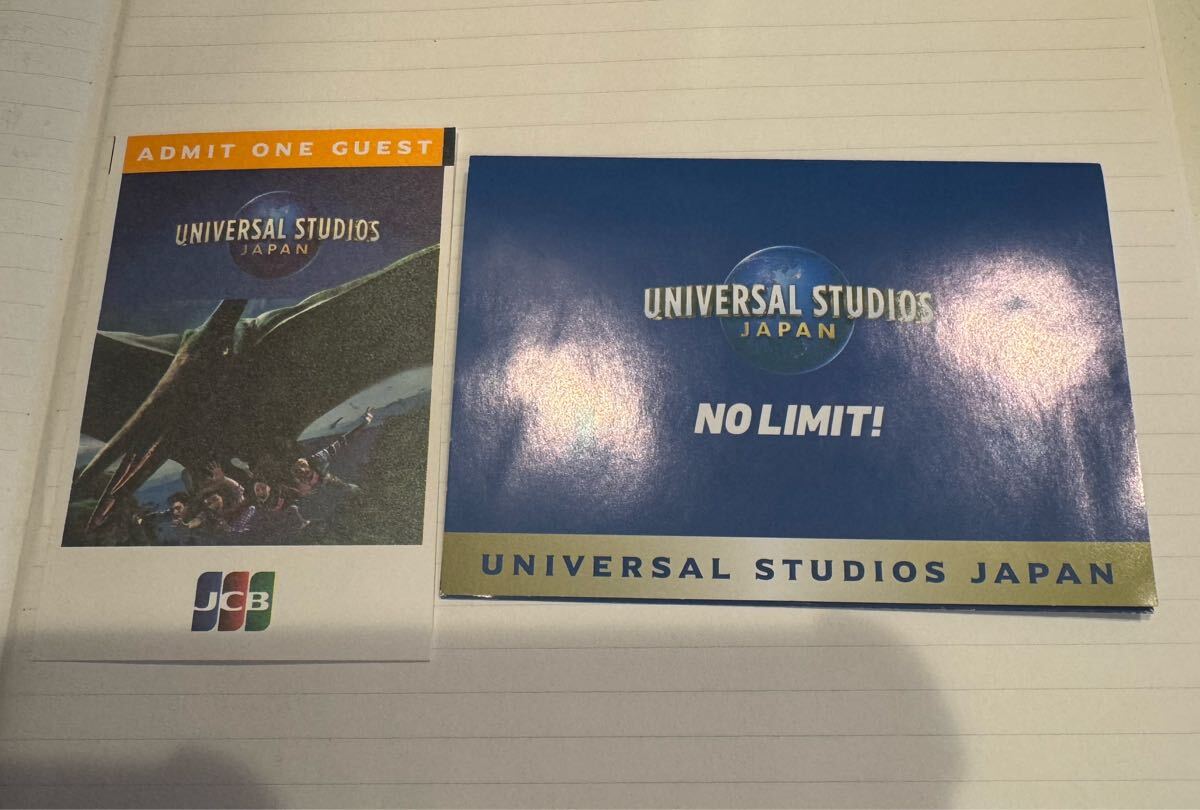 ADMIT ONE GUEST
UNIVERSAL STUDIOS
JAPAN
JCB
UNIVERSAL STUDIOS
JAPAN
NO LIMIT!
UNIVERSAL STUDIOS JAPAN